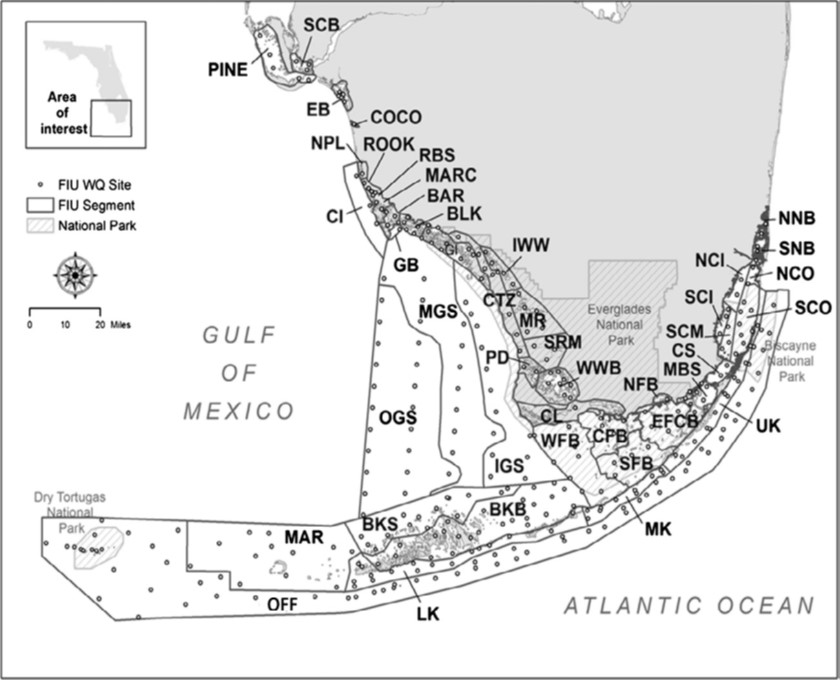 SCB
PINE
Area
of
interest
EB
COCO
NPL
ROOK
RBS
MARC
BAR
BLK
CI
FIU WQ Site
FIU Segment
National Park
GI
GB
IWW
NNB
SNB
NCI
NCO
0 10 20 Miles
MGS
CTZ
MR
SRM
Everglades
National
Park
SCI
SCO
SCM
CS
MBS
Biscayne
National
Park
GULF
OF
MEXICO
PD
WWB
NFB
OGS
CL
WFB
CFB
EFCB
UK
IGS
SFB
Dry Tortugas
National
Park
MAR
BKS
BKB
MK
OFF
LK
ATLANTIC OCEAN